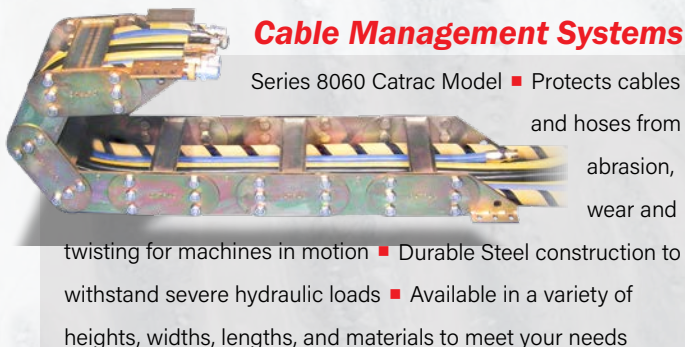 Cable Management Systems
Series 8060 Catrac Model ■ Protects cables
and hoses from
abrasion,
wear and
twisting for machines in motion ■ Durable Steel construction to
withstand severe hydraulic loads ■ Available in a variety of
heights, widths, lengths, and materials to meet your needs